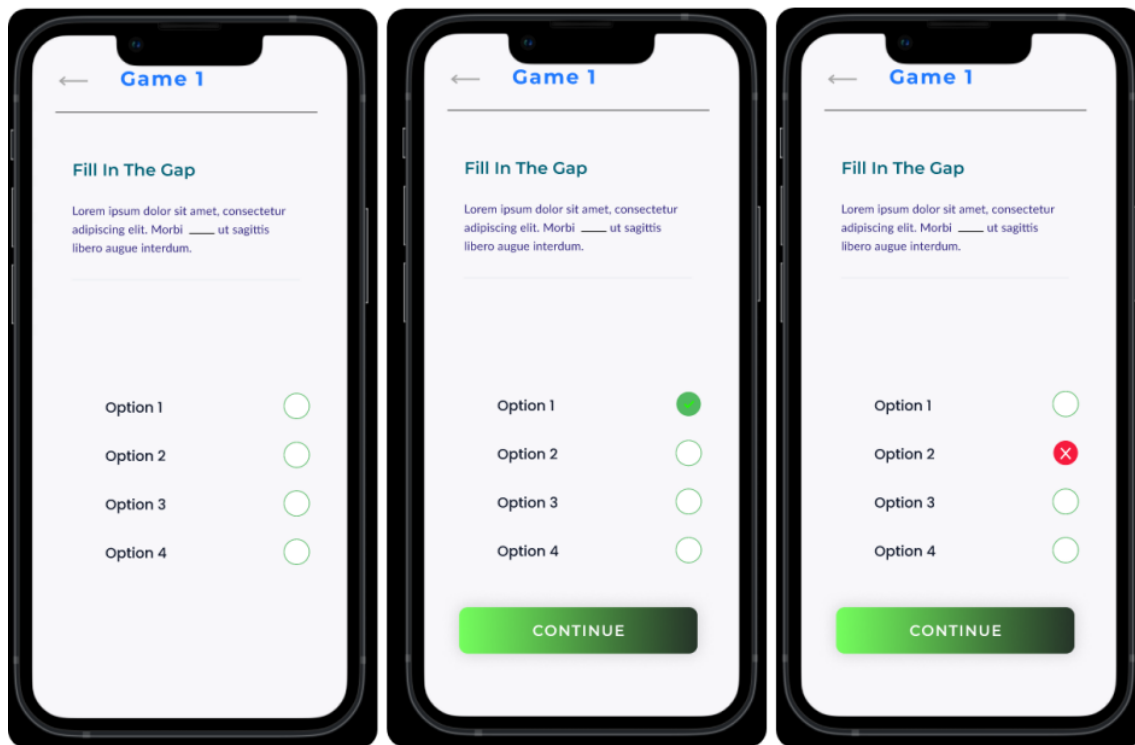 Game 1
Fill In The Gap
Lorem ipsum dolor sit amet, consectetur
adipiscing elit. Morbi ____ ut sagittis
libero augue interdum.
Option 1
Option 2
Option 3
Option 4
Game 1
Fill In The Gap
Lorem ipsum dolor sit amet, consectetur
adipiscing elit. Morbi ____ ut sagittis
libero augue interdum.
Option 1
Option 2
Option 3
Option 4
CONTINUE
Game 1
Fill In The Gap
Lorem ipsum dolor sit amet, consectetur
adipiscing elit. Morbi ____ ut sagittis
libero augue interdum.
Option 1
Option 2
Option 3
Option 4
CONTINUE